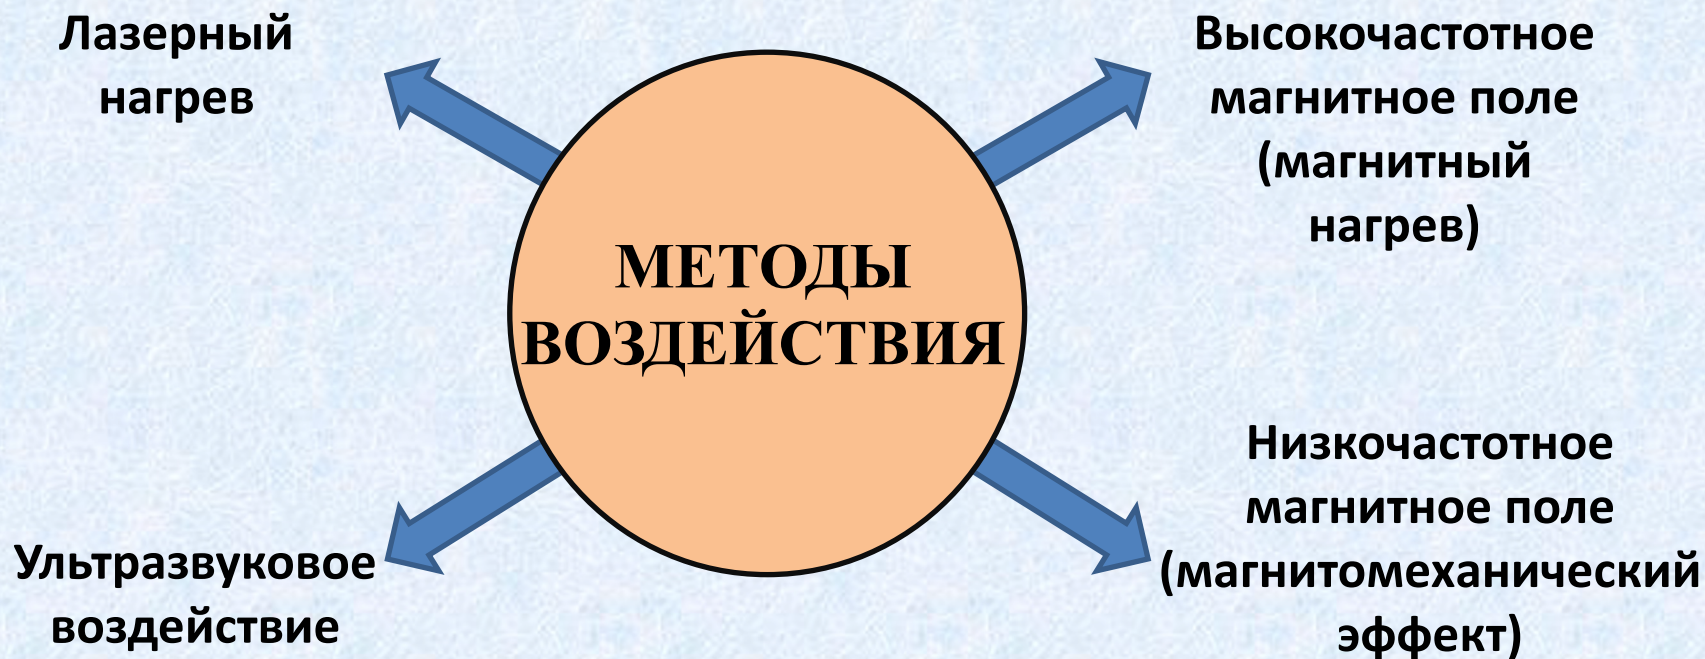 Лазерный
нагрев
Высокочастотное
магнитное поле
(магнитный
нагрев)
МЕТОДЫ
ВОЗДЕЙСТВИЯ
Ультразвуковое
воздействие
Низкочастотное
магнитное поле
(магнитомеханический
эффект)